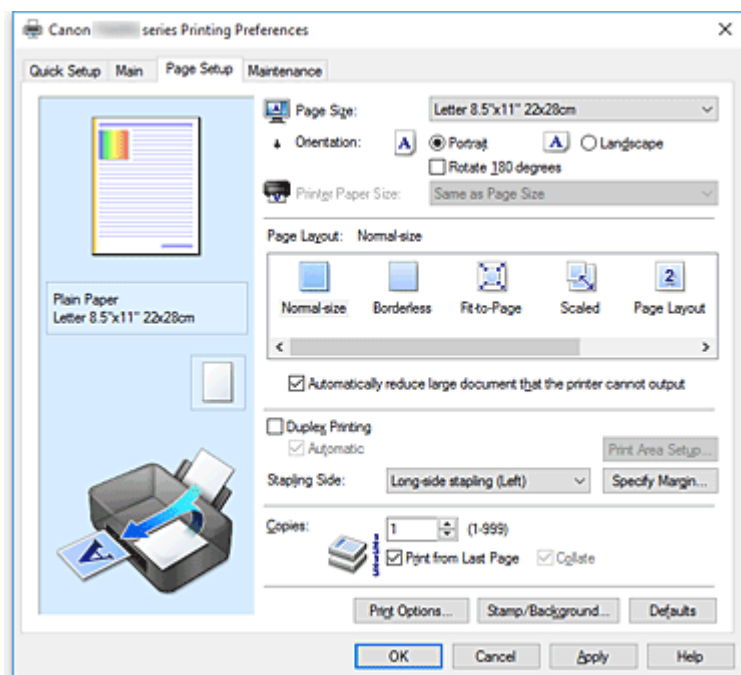 Canon series Printing Preferences
Quick Setup Main Page Setup Maintenance
Page Size: Letter 8.5"x11" 22x28cm
Orientation: A Portrait A Landscape
Rotate 180 degrees
Printer Paper Size: Same as Page Size
Page Layout: Normal-size
2
Normal-size Borderless Fit-to-Page Scaled Page Layout
Plain Paper
Letter 8.5"x11" 22x28cm
Automatically reduce large document that the printer cannot output
Duplex Printing
Automatic Print Area Setup...
Stapling Side: Long-side stapling (Left) Specify Margin...
Copies: 1 (1-999)
Print from Last Page Collate
A
Print Options... Stamp/Background... Defaults
OK Cancel Apply Help